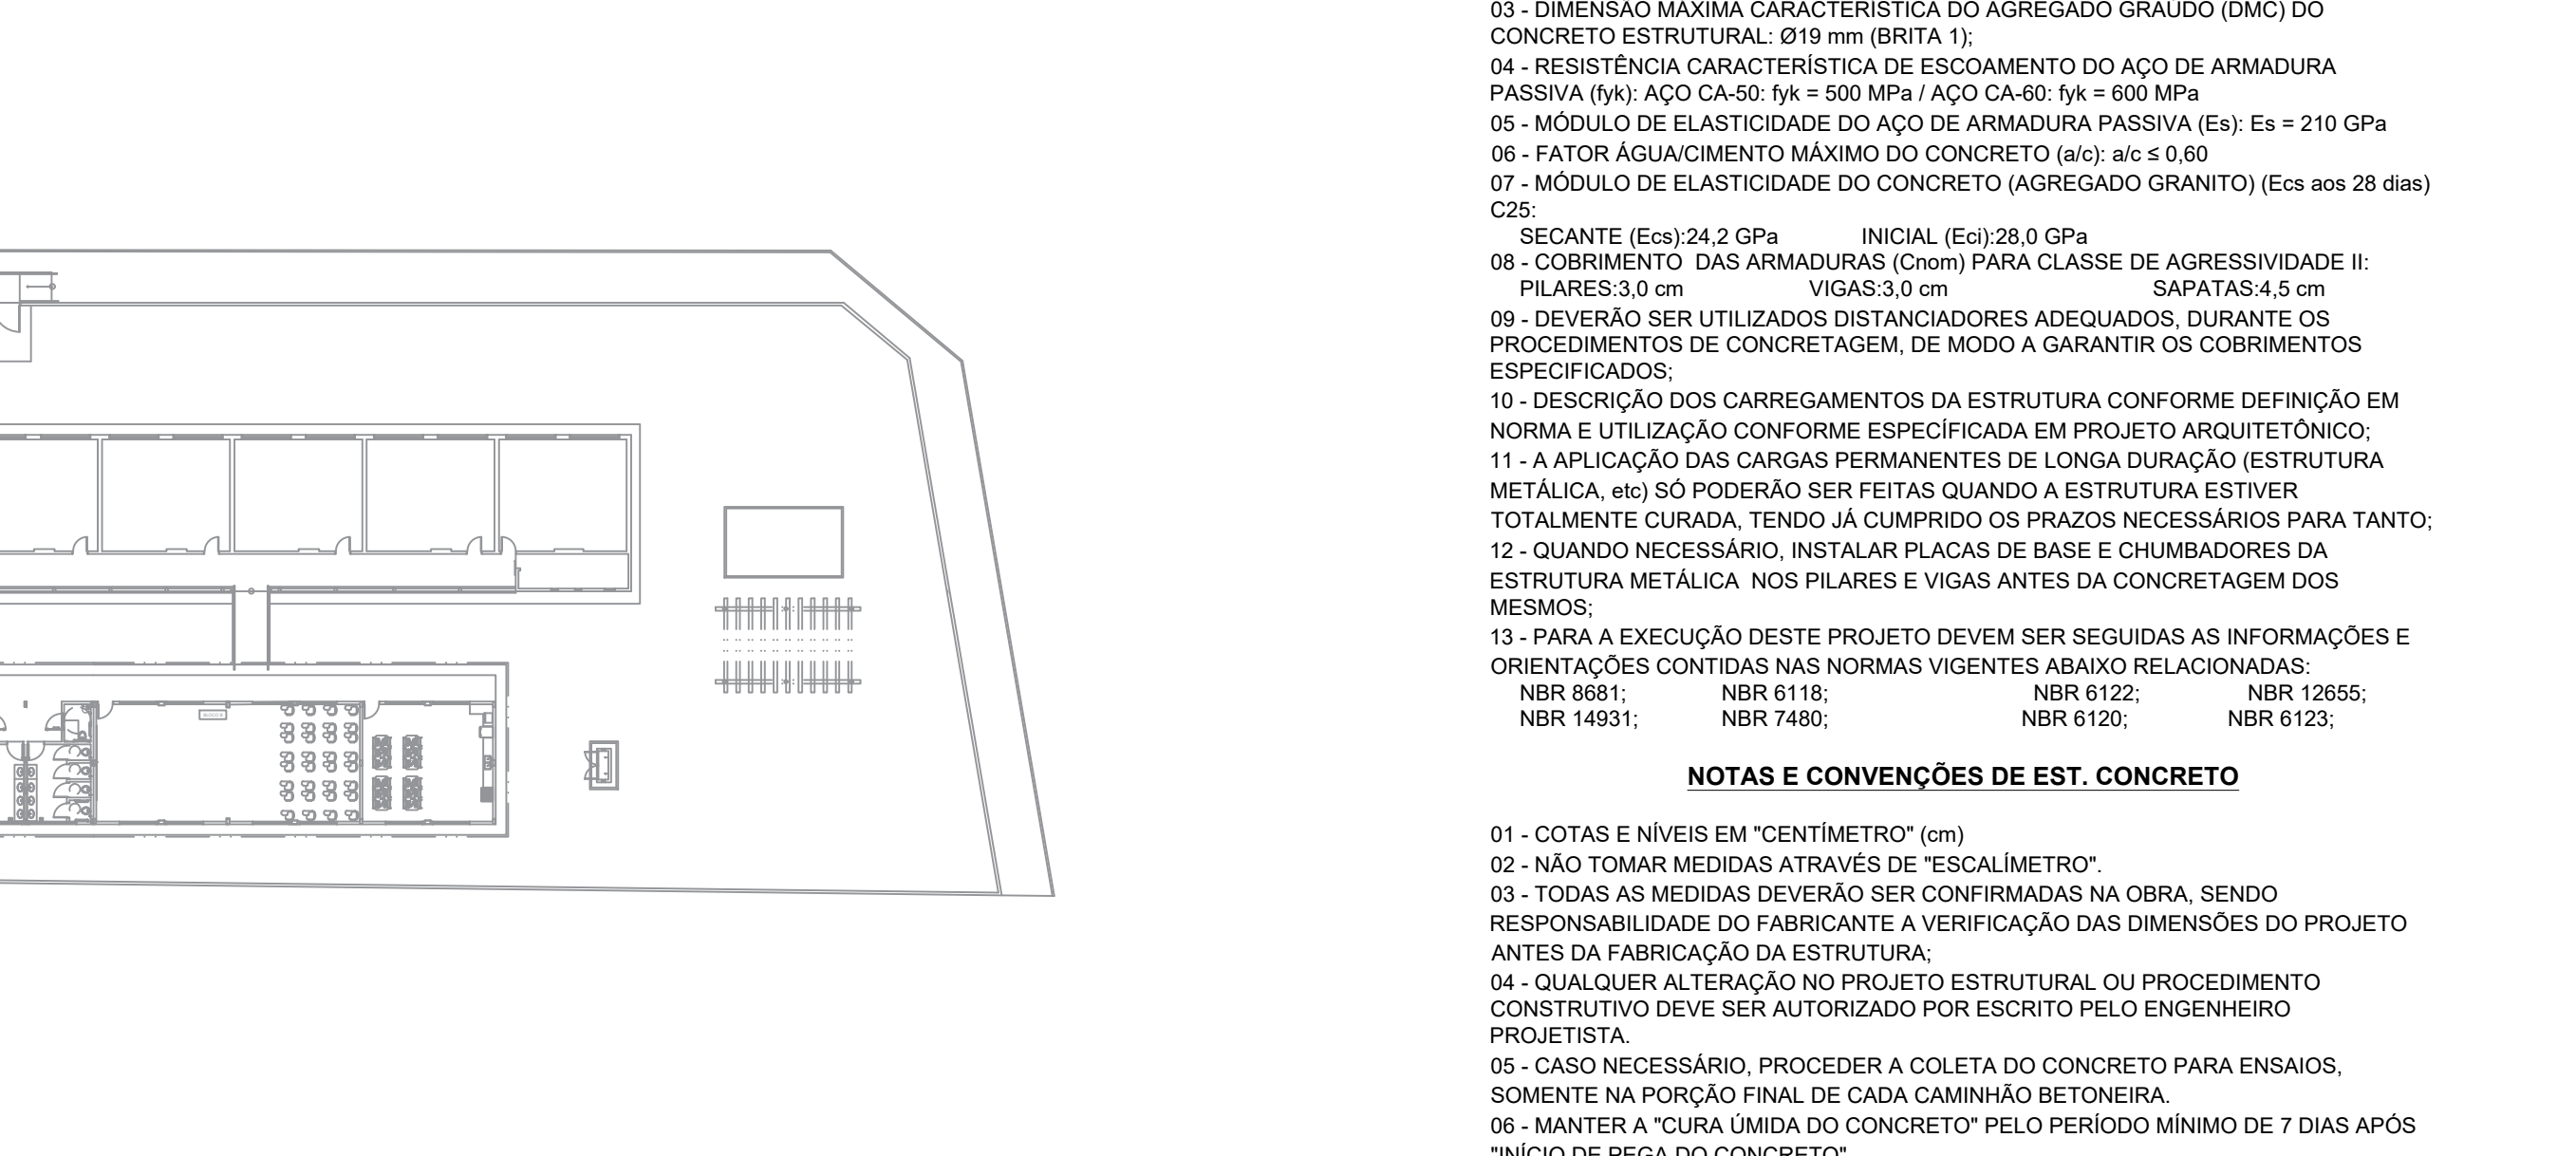 03 - DIMENSÃO MÁXIMA CARACTERÍSTICA DO AGREGADO GRAÚDO (DMC) DO
CONCRETO ESTRUTURAL: Ø19 mm (BRITA 1);
04 - RESISTÊNCIA CARACTERÍSTICA DE ESCOAMENTO DO AÇO DE ARMADURA
PASSIVA (fyk): AÇO CA-50: fyk = 500 MPa / AÇO CA-60: fyk = 600 MPa
05 - MÓDULO DE ELASTICIDADE DO AÇO DE ARMADURA PASSIVA (Es): Es = 210 GPa
06 - FATOR ÁGUA/CIMENTO MÁXIMO DO CONCRETO (a/c): a/c ≤ 0,60
07 - MÓDULO DE ELASTICIDADE DO CONCRETO (AGREGADO GRANITO) (Ecs aos 28 dias)
C25:
SECANTE (Ecs):24,2 GPa INICIAL (Eci):28,0 GPa
08 - COBRIMENTO DAS ARMADURAS (Cnom) PARA CLASSE DE AGRESSIVIDADE II:
PILARES:3,0 cm VIGAS:3,0 cm SAPATAS:4,5 cm
09 - DEVERÃO SER UTILIZADOS DISTANCIADORES ADEQUADOS, DURANTE OS
PROCEDIMENTOS DE CONCRETAGEM, DE MODO A GARANTIR OS COBRIMENTOS
ESPECIFICADOS;
10 - DESCRIÇÃO DOS CARREGAMENTOS DA ESTRUTURA CONFORME DEFINIÇÃO EM
NORMA E UTILIZAÇÃO CONFORME ESPECÍFICADA EM PROJETO ARQUITETÔNICO;
11 - A APLICAÇÃO DAS CARGAS PERMANENTES DE LONGA DURAÇÃO (ESTRUTURA
METÁLICA, etc) SÓ PODERÃO SER FEITAS QUANDO A ESTRUTURA ESTIVER
TOTALMENTE CURADA, TENDO JÁ CUMPRIDO OS PRAZOS NECESSÁRIOS PARA TANTO;
12 - QUANDO NECESSÁRIO, INSTALAR PLACAS DE BASE E CHUMBADORES DA
ESTRUTURA METÁLICA NOS PILARES E VIGAS ANTES DA CONCRETAGEM DOS
MESMOS;
13 - PARA A EXECUÇÃO DESTE PROJETO DEVEM SER SEGUIDAS AS INFORMAÇÕES E
ORIENTAÇÕES CONTIDAS NAS NORMAS VIGENTES ABAIXO RELACIONADAS:
NBR 8681; NBR 6118; NBR 6122; NBR 12655;
NBR 14931; NBR 7480; NBR 6120; NBR 6123;
NOTAS E CONVENÇÕES DE EST. CONCRETO
01 - COTAS E NÍVEIS EM "CENTÍMETRO" (cm)
02 - NÃO TOMAR MEDIDAS ATRAVÉS DE "ESCALÍMETRO".
03 - TODAS AS MEDIDAS DEVERÃO SER CONFIRMADAS NA OBRA, SENDO
RESPONSABILIDADE DO FABRICANTE A VERIFICAÇÃO DAS DIMENSÕES DO PROJETO
ANTES DA FABRICAÇÃO DA ESTRUTURA;
04 - QUALQUER ALTERAÇÃO NO PROJETO ESTRUTURAL OU PROCEDIMENTO
CONSTRUTIVO DEVE SER AUTORIZADO POR ESCRITO PELO ENGENHEIRO
PROJETISTA.
05 - CASO NECESSÁRIO, PROCEDER A COLETA DO CONCRETO PARA ENSAIOS,
SOMENTE NA PORÇÃO FINAL DE CADA CAMINHÃO BETONEIRA.
06 - MANTER A "CURA ÚMIDA DO CONCRETO" PELO PERÍODO MÍNIMO DE 7 DIAS APÓS
"INÍCIO DE PEGA DO CONCRETO"